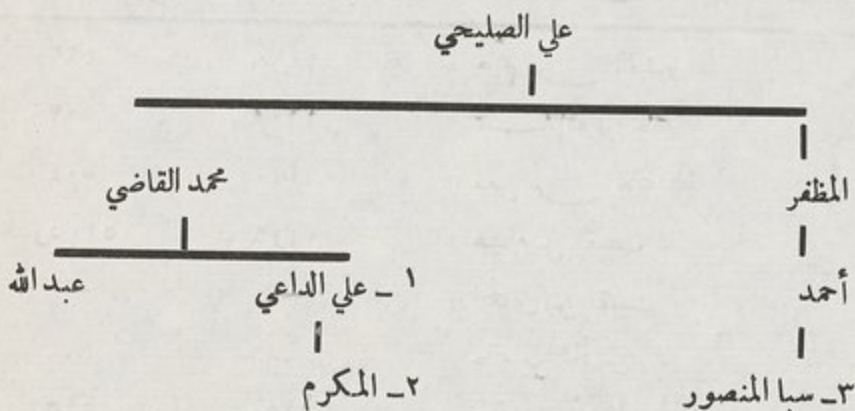 علي الصليحي
المظفر
محمد القاضي
أحمد
١ ـ علي الداعي
عبد الله
٣ـ سبا المنصور
٢ـ المكرم